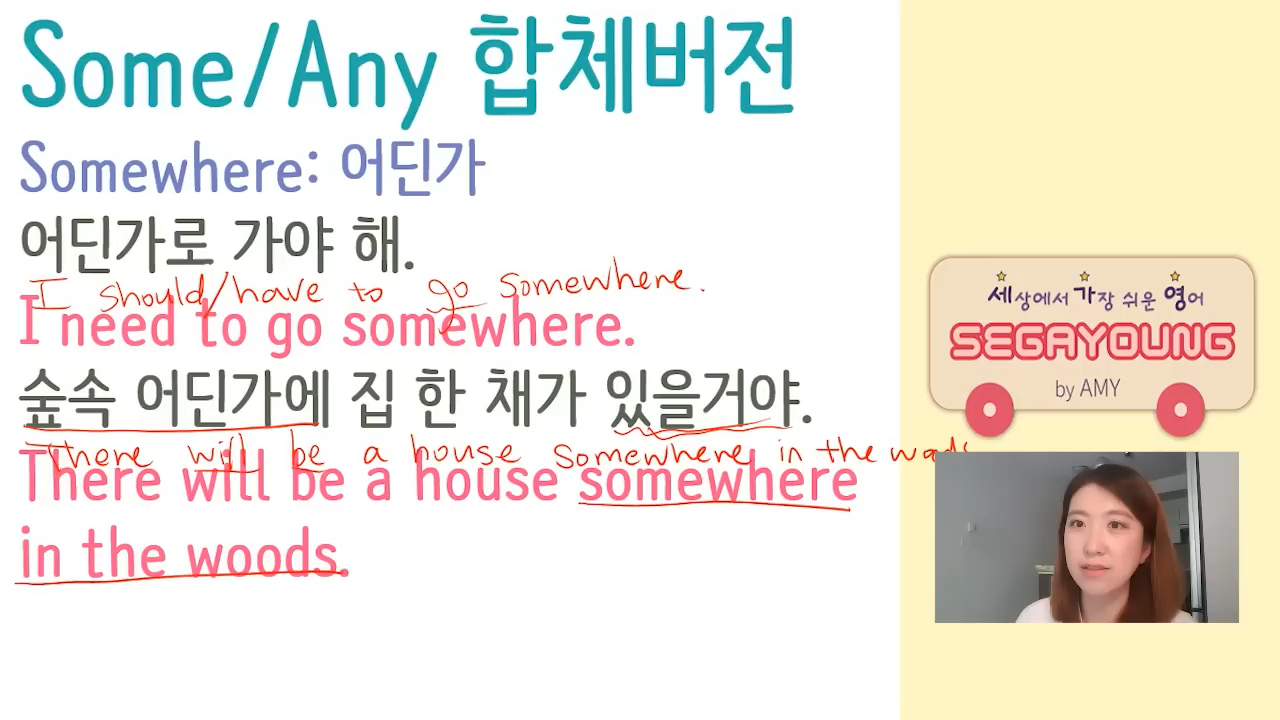 Some/Any 합체버전
Somewhere: 어딘가
어딘가로 가야 해.
I should/have to go somewhere.
I need to go somewhere.
숲속 어딘가에 집 한 채가 있을거야.
There will be a house somewhere in the woods
There will be a house somewhere
in the woods.
세상에서 가장 쉬운 영어
SEGAYOUNG
by AMY